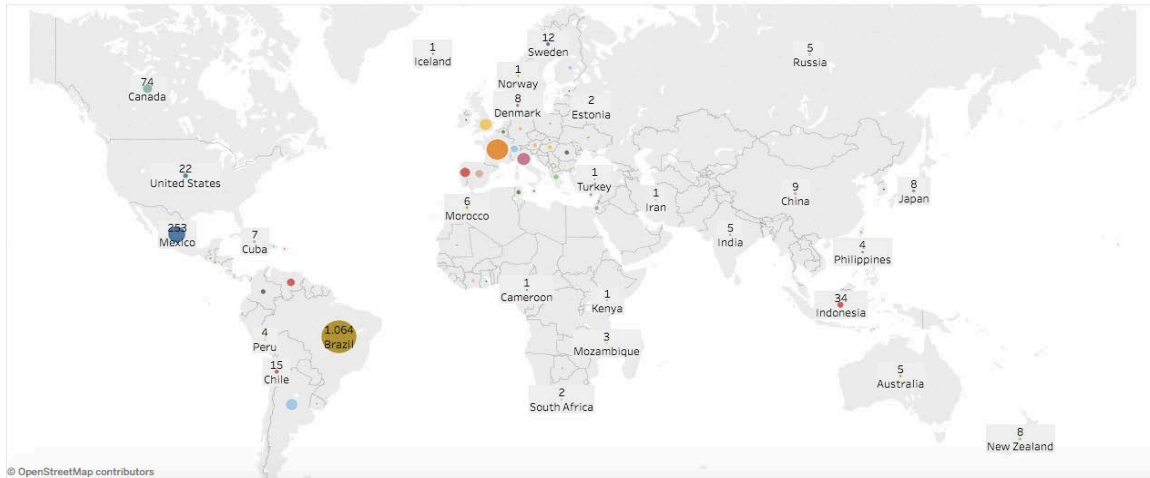 12
Sweden
1
Iceland
5
Russia
1
Norway
74
Canada
8
Denmark
2
Estonia
22
United States
1
Turkey
1
Iran
9
China
8
Japan
6
Morocco
253
Mexico
7
Cuba
5
India
4
Philippines
1
Cameroon
1
Kenya
34
Indonesia
1.064
Brazil
4
Peru
3
Mozambique
15
Chile
5
Australia
2
South Africa
8
New Zealand
© OpenStreetMap contributors